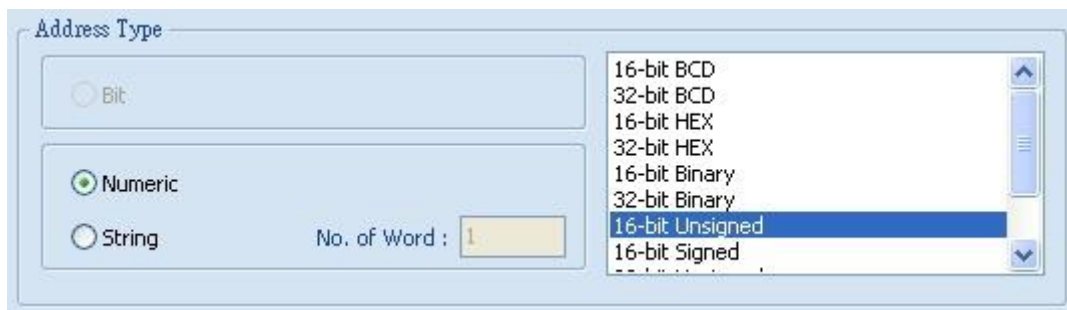 Address Type
Bit
Numeric
String
No. of Word :
1
16-bit BCD
32-bit BCD
16-bit HEX
32-bit HEX
16-bit Binary
32-bit Binary
16-bit Unsigned
16-bit Signed